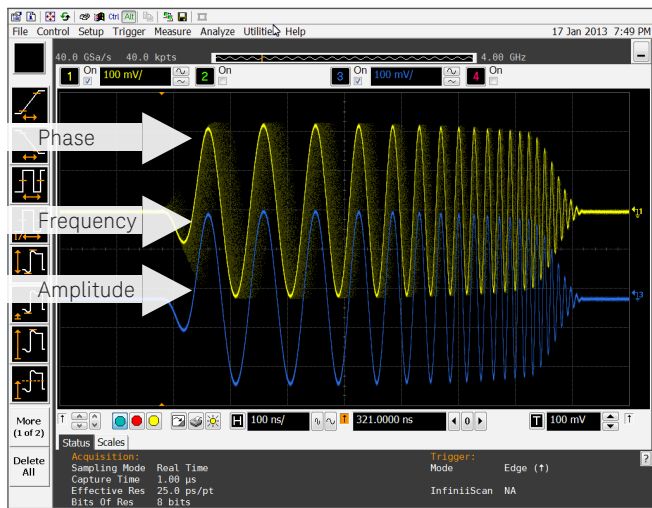 Ctrl Alt
File Control Setup Trigger Measure Analyze Utilities Help 17 Jan 2013 7:49 PM
40.0 GSa/s 40.0 kpts 4.00 GHz
1 On 100 mV/ 2 On 3 On 100 mV/ 4 On
Phase
Frequency
Amplitude
1
3
More
(1 of 2)
Delete
All
H 100 ns/ T 321.0000 ns 0 T 100 mV
Status Scales
Acquisition: Trigger:
Sampling Mode Real Time Mode Edge (↑)
Capture Time 1.00 µs
Effective Res 25.0 ps/pt InfiniiScan NA
Bits Of Res 8 bits
?